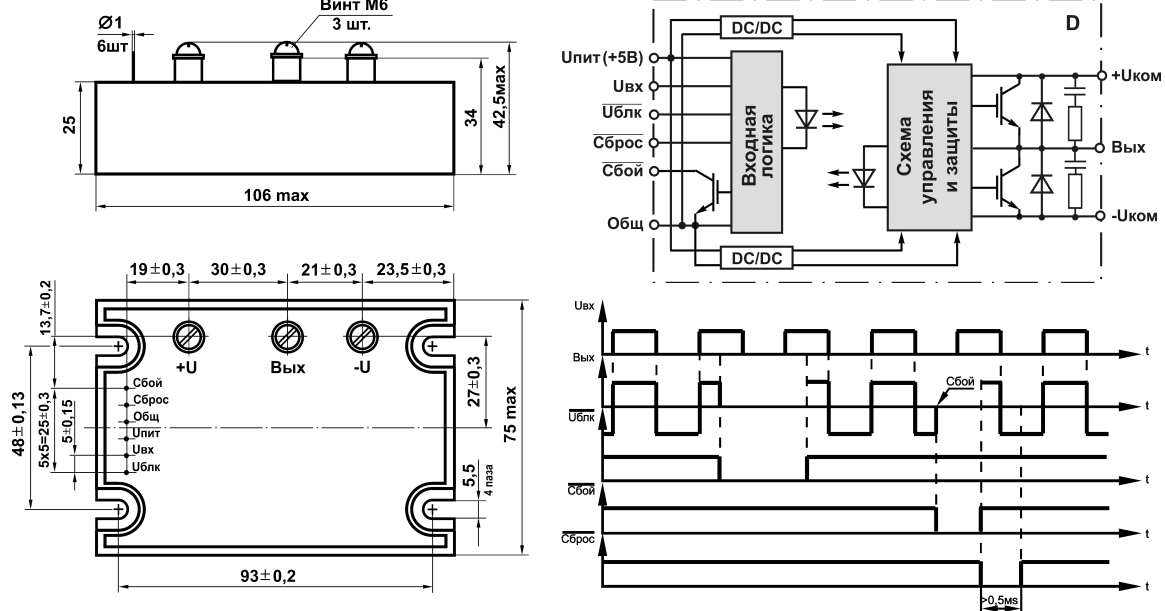 Винт М6
3 шт.
Ø1
6шт
25
34
42,5мах
106 max
19±0,3
30±0,3
21±0,3
23,5±0,3
13,7±0,2
+U
Вых
-U
Сбой
Сброс
Общ
Uпит
Uвх
Uблк
48±0,13
5x5=25±0,3
5±0,15
27±0,3
75 max
5,5
4 паза
93±0,2
DC/DC
D
Uпит(+5В)
Uвх
Uблк
Сброс
Сбой
Общ
Входная
логика
Схема
управления
и защиты
+Uком
Вых
-Uком
DC/DC
Uвх
t
Вых
Сбой
t
Uблк
t
Сбой
t
Сброс
t
>0,5мs